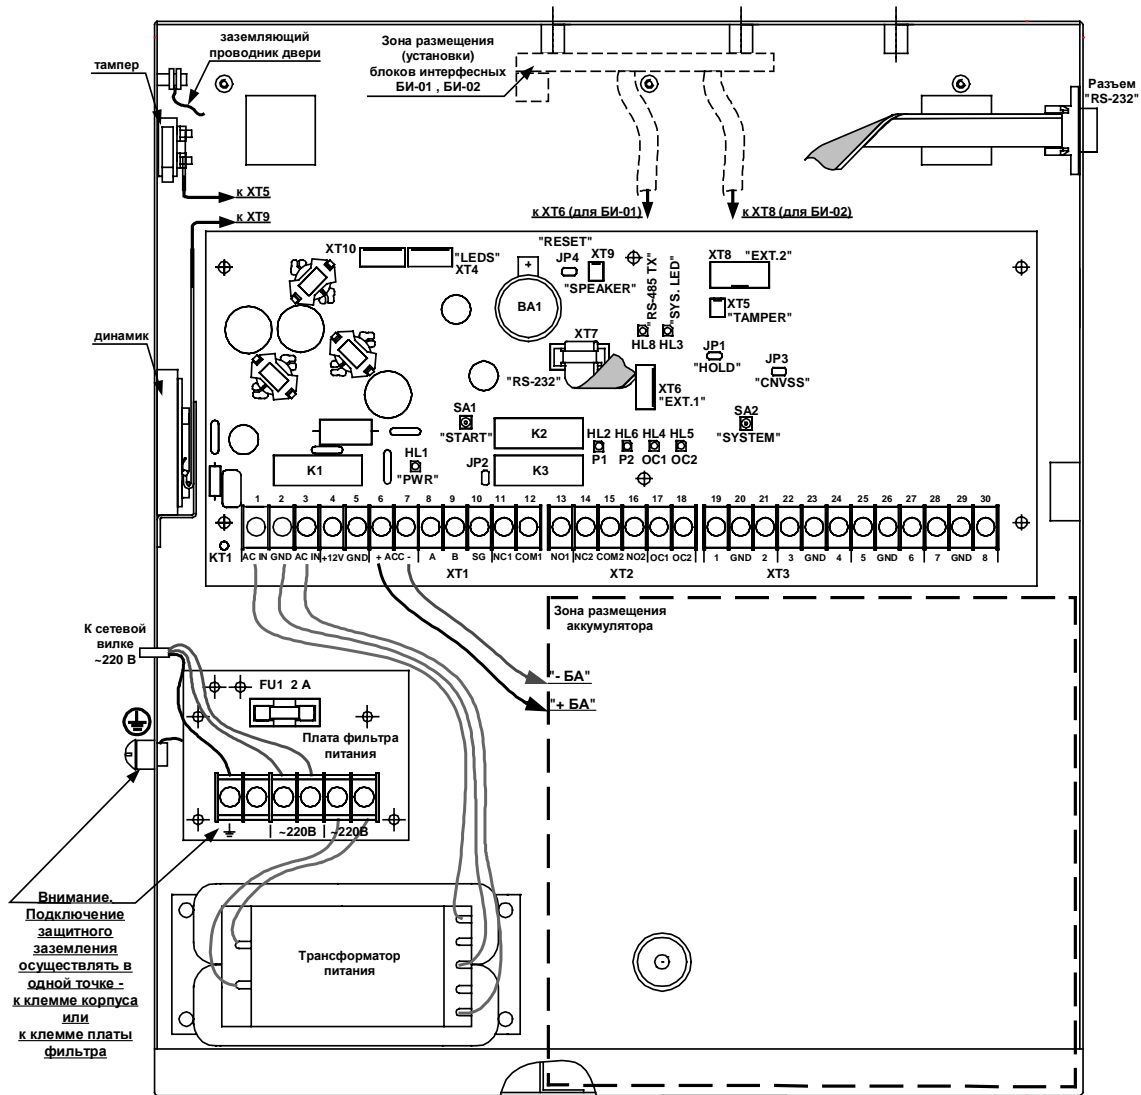 заземляющий
проводник двери
тампер
Зона размещения
(установки)
блоков интерфесных
БИ-01 , БИ-02
Разъем
"RS-232"
к XT5
к XT9
к XT6 (для БИ-01)
к XT8 (для БИ-02)
XT10
"LEDS"
XT4
"RESET"
JP4
XT9
"SPEAKER"
+
BA1
"RS-485 TX"
"SYS. LED"
HL8
HL3
XT8
"EXT.2"
XT5
"TAMPER"
динамик
XT7
"RS-232"
XT6
"EXT.1"
JP1
"HOLD"
JP3
"CNVSS"
SA1
"START"
K2
K3
HL2
HL6
HL4
HL5
P1
P2
OC1
OC2
SA2
"SYSTEM"
K1
HL1
"PWR"
JP2
1 2 3 4 5 6 7 8 9 10 11 12 13 14 15 16 17 18 19 20 21 22 23 24 25 26 27 28 29 30
KT1
AC IN GND AC IN +12V GND + ACC - A B SG NC1 COM1 NO1 NC2 COM2 NO2 OC1 OC2 1 GND 2 3 GND 4 5 GND 6 7 GND 8
XT1
XT2
XT3
Зона размещения
аккумулятора
К сетевой
вилке
~220 В
"- БА"
"+ БА"
FU1 2 А
Плата фильтра
питания
~220В
~220В
Внимание.
Подключение
защитного
заземления
осуществлять в
одной точке -
к клемме корпуса
или
к клемме платы
фильтра
Трансформатор
питания